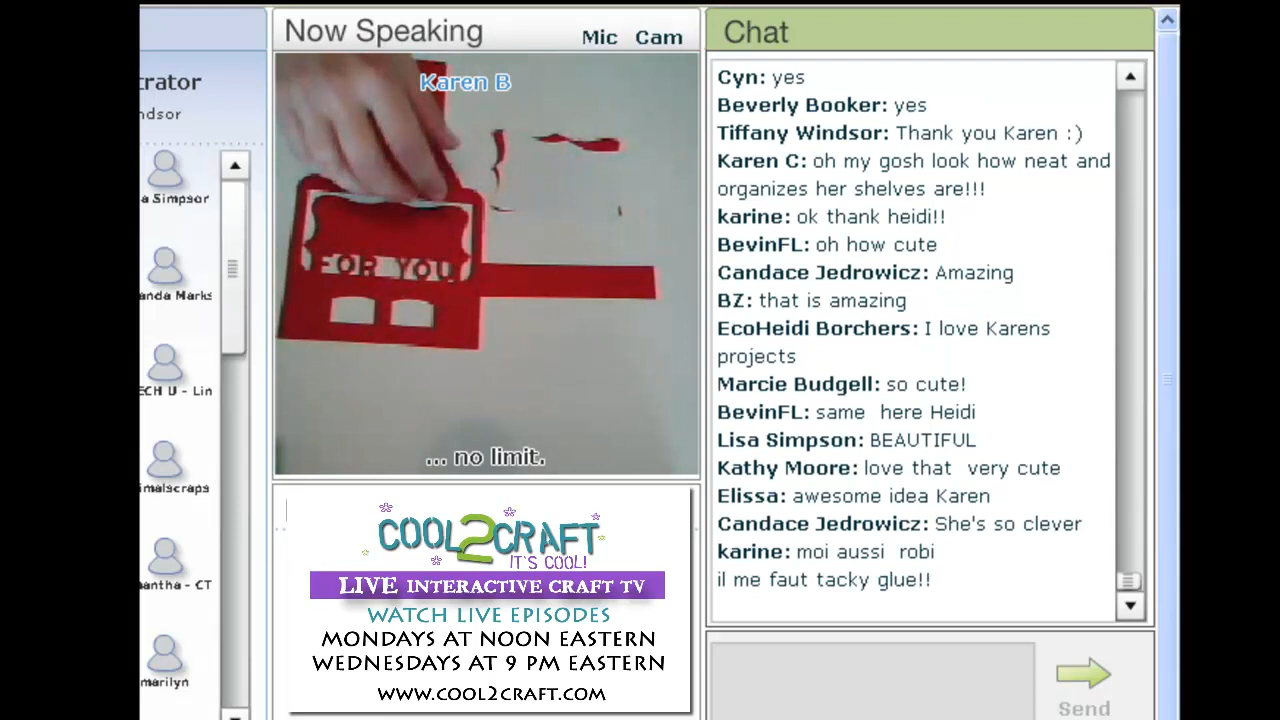 trator
ndsor
a Simpsor
anda Marks
ECH U - Lin
imalscraps
antha - CT
marilyn
Now Speaking
Mic Cam
Karen B
FOR YOU
... no limit.
COOL2CRAFT
IT'S COOL!
LIVE INTERACTIVE CRAFT TV
WATCH LIVE EPISODES
MONDAYS AT NOON EASTERN
WEDNESDAYS AT 9 PM EASTERN
WWW.COOL2CRAFT.COM
Chat
Cyn: yes
Beverly Booker: yes
Tiffany Windsor: Thank you Karen :)
Karen C: oh my gosh look how neat and
organizes her shelves are!!!
karine: ok thank heidi!!
BevinFL: oh how cute
Candace Jedrowicz: Amazing
BZ: that is amazing
EcoHeidi Borchers: I love Karens
projects
Marcie Budgell: so cute!
BevinFL: same here Heidi
Lisa Simpson: BEAUTIFUL
Kathy Moore: love that very cute
Elissa: awesome idea Karen
Candace Jedrowicz: She's so clever
karine: moi aussi robi
il me faut tacky glue!!
Send